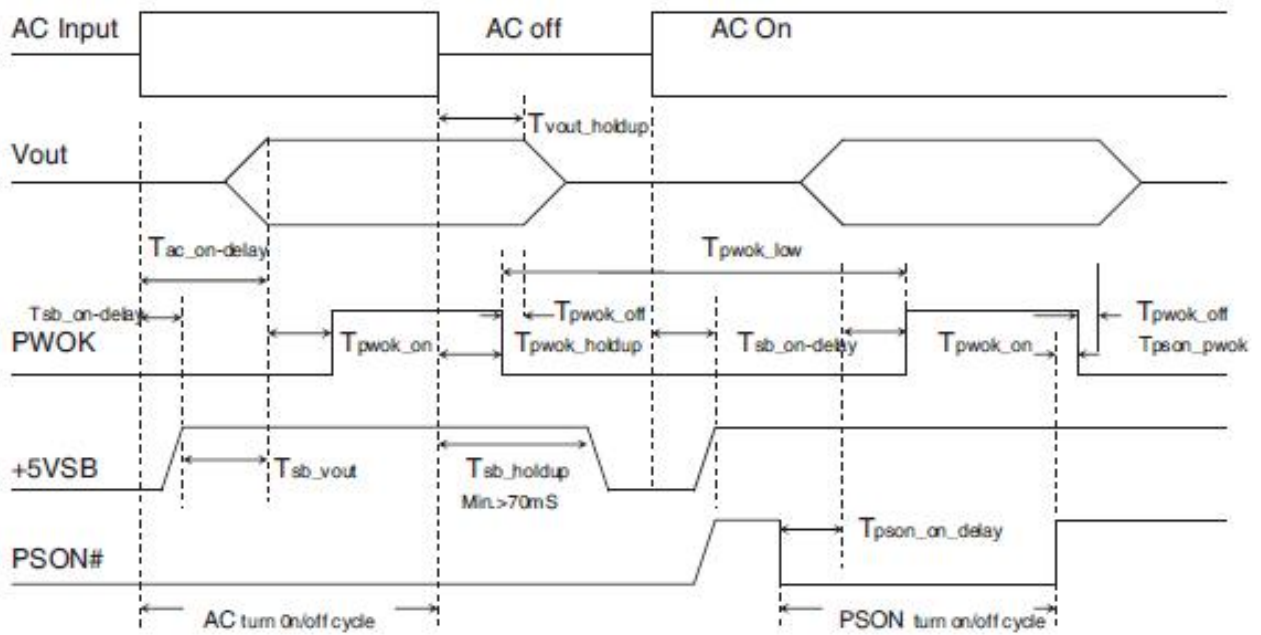 AC Input
AC off
AC On
Tvout_holdup
Vout
Tac_on-delay
Tpwok_low
Tsb_on-delay
Tpwok_off
Tpwok_off
PWOK
Tpwok_on
Tpwok_holdup
Tsb_on-delay
Tpwok_on
Tpson_pwok
+5VSB
Tsb_vout
Tsb_holdup
Min.>70mS
PSON#
Tpson_on_delay
AC turn On/off cycle
PSON turn on/off cycle